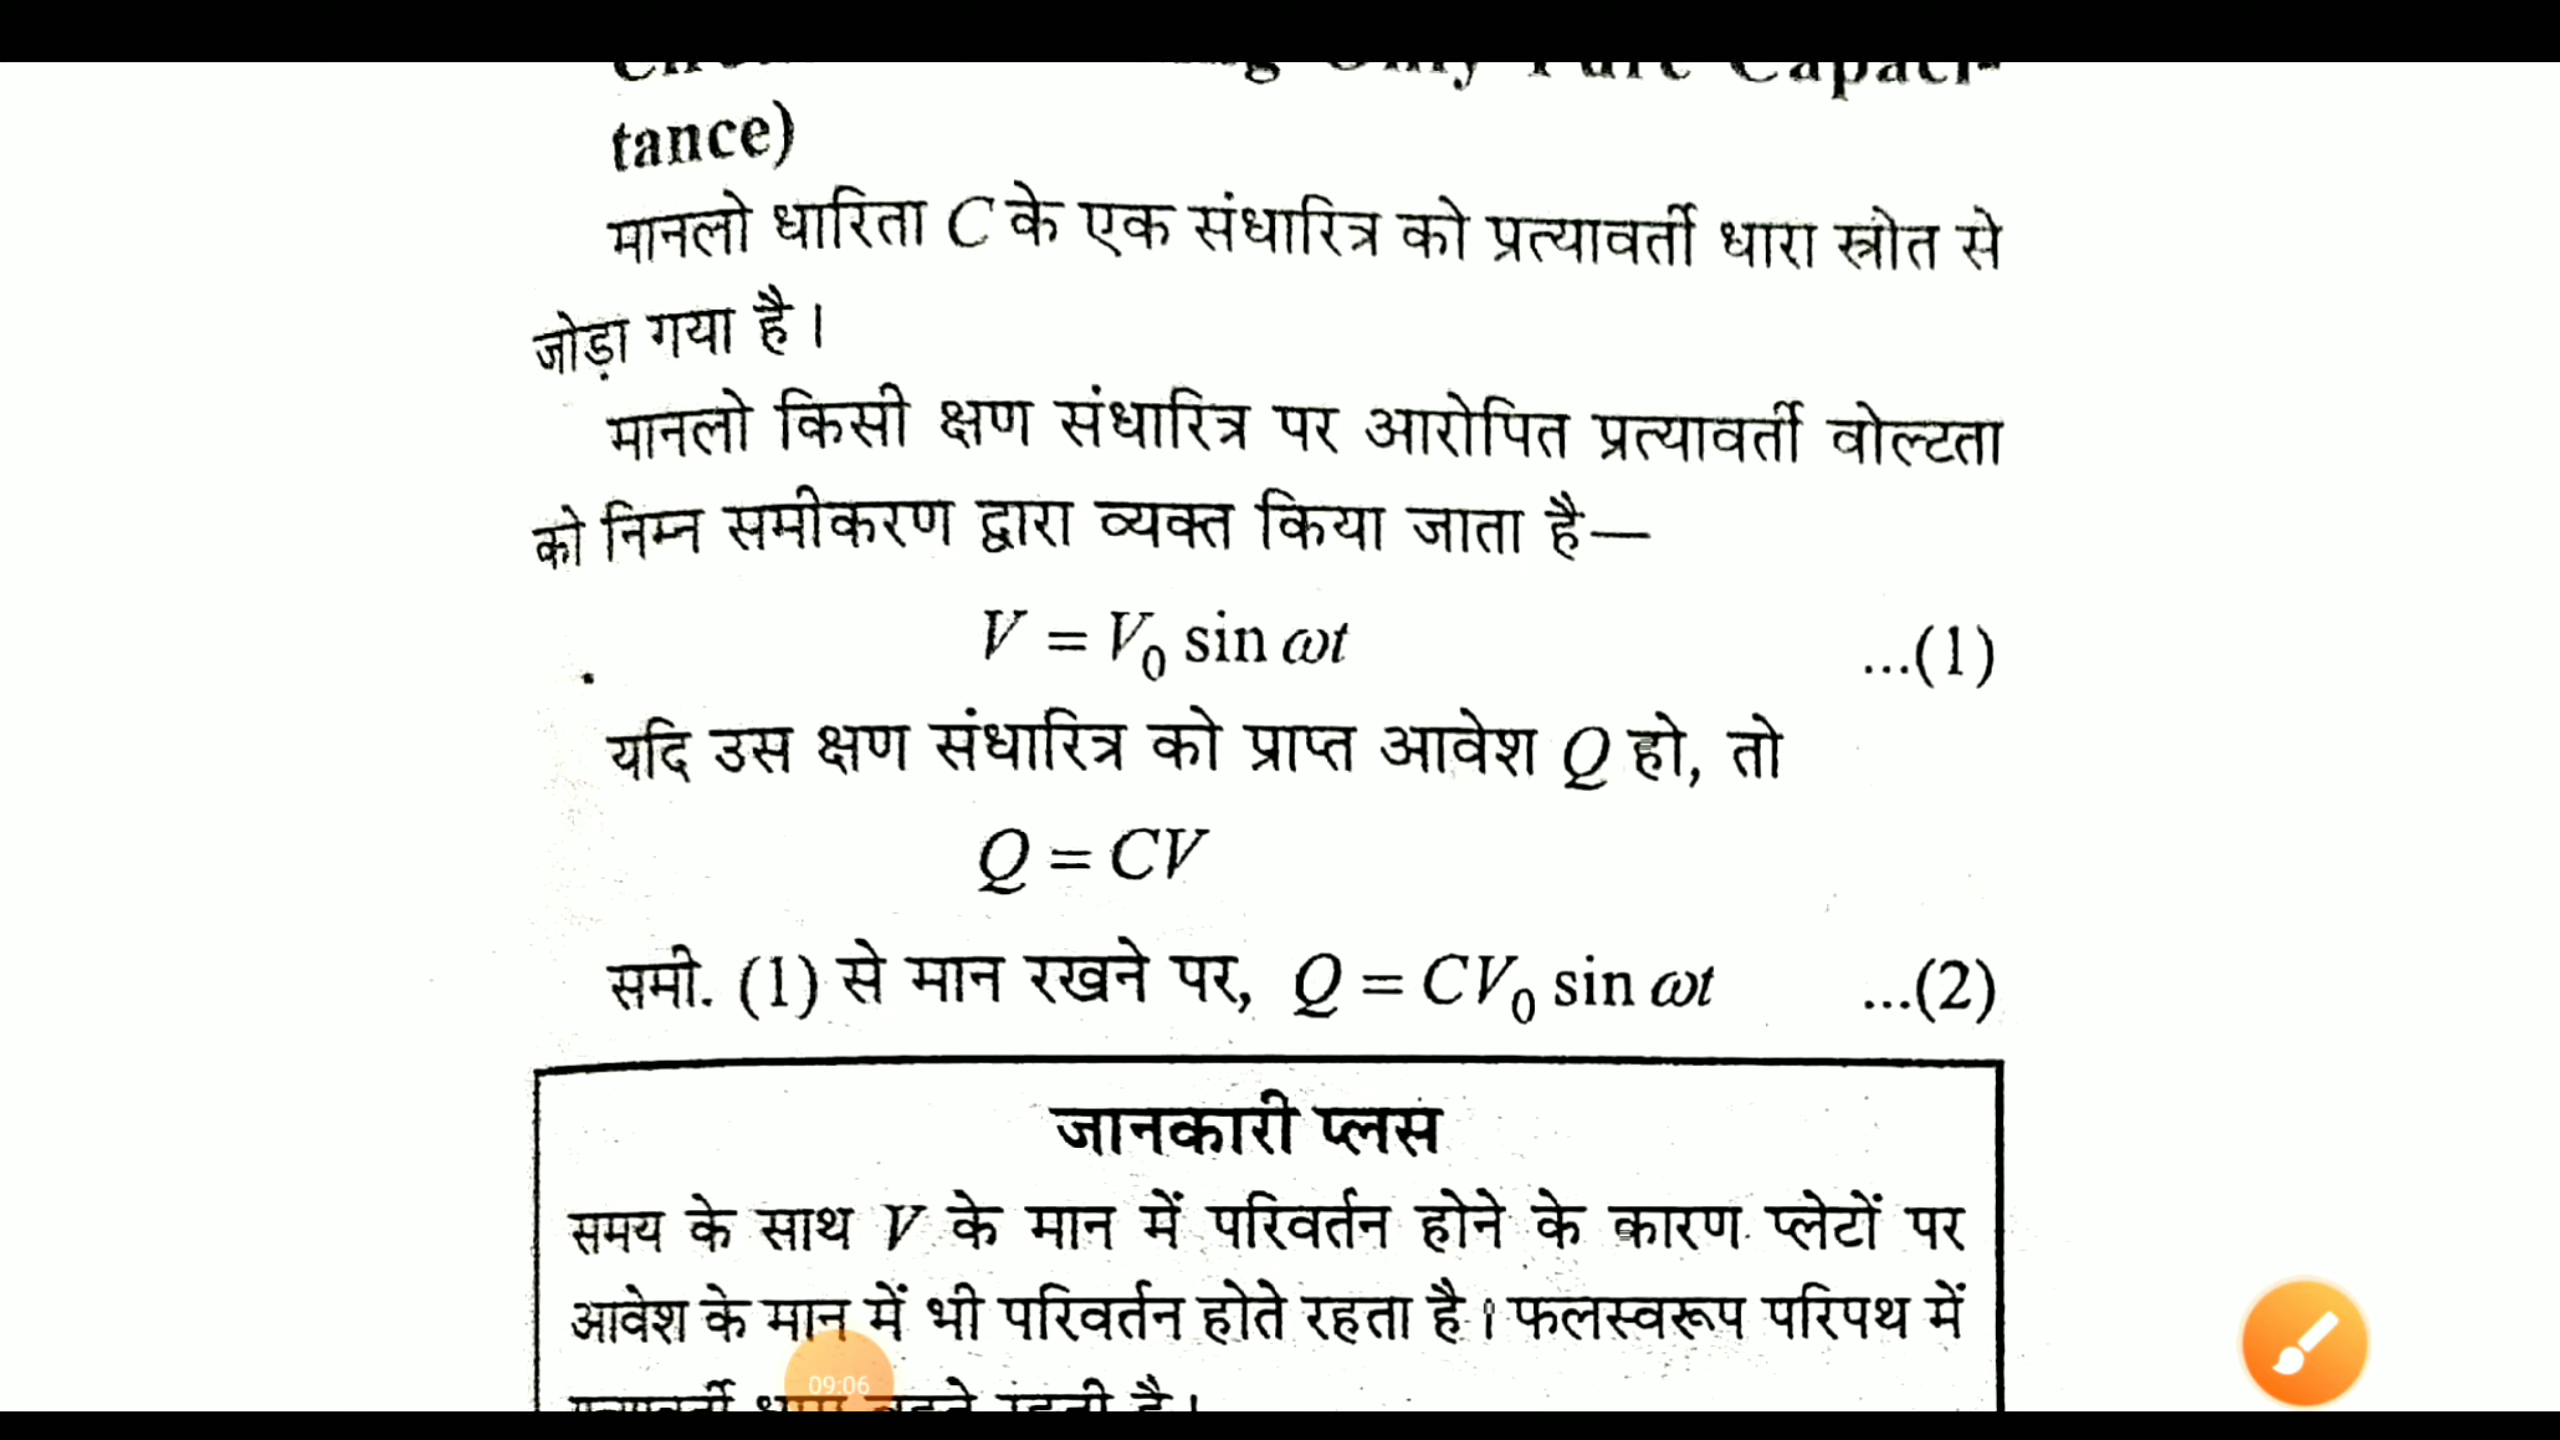 tance)
मानलो धारिता C के एक संधारित्र को प्रत्यावर्ती धारा स्त्रोत से
जोड़ा गया है।
मानलो किसी क्षण संधारित्र पर आरोपित प्रत्यावर्ती वोल्टता
को निम्न समीकरण द्वारा व्यक्त किया जाता है—
V = V₀ sin ωt ...(1)
यदि उस क्षण संधारित्र को प्राप्त आवेश Q हो, तो
Q = CV
समी. (1) से मान रखने पर, Q = CV₀ sin ωt ...(2)
जानकारी प्लस
समय के साथ V के मान में परिवर्तन होने के कारण प्लेटों पर
आवेश के मान में भी परिवर्तन होते रहता है। फलस्वरूप परिपथ में
09:06